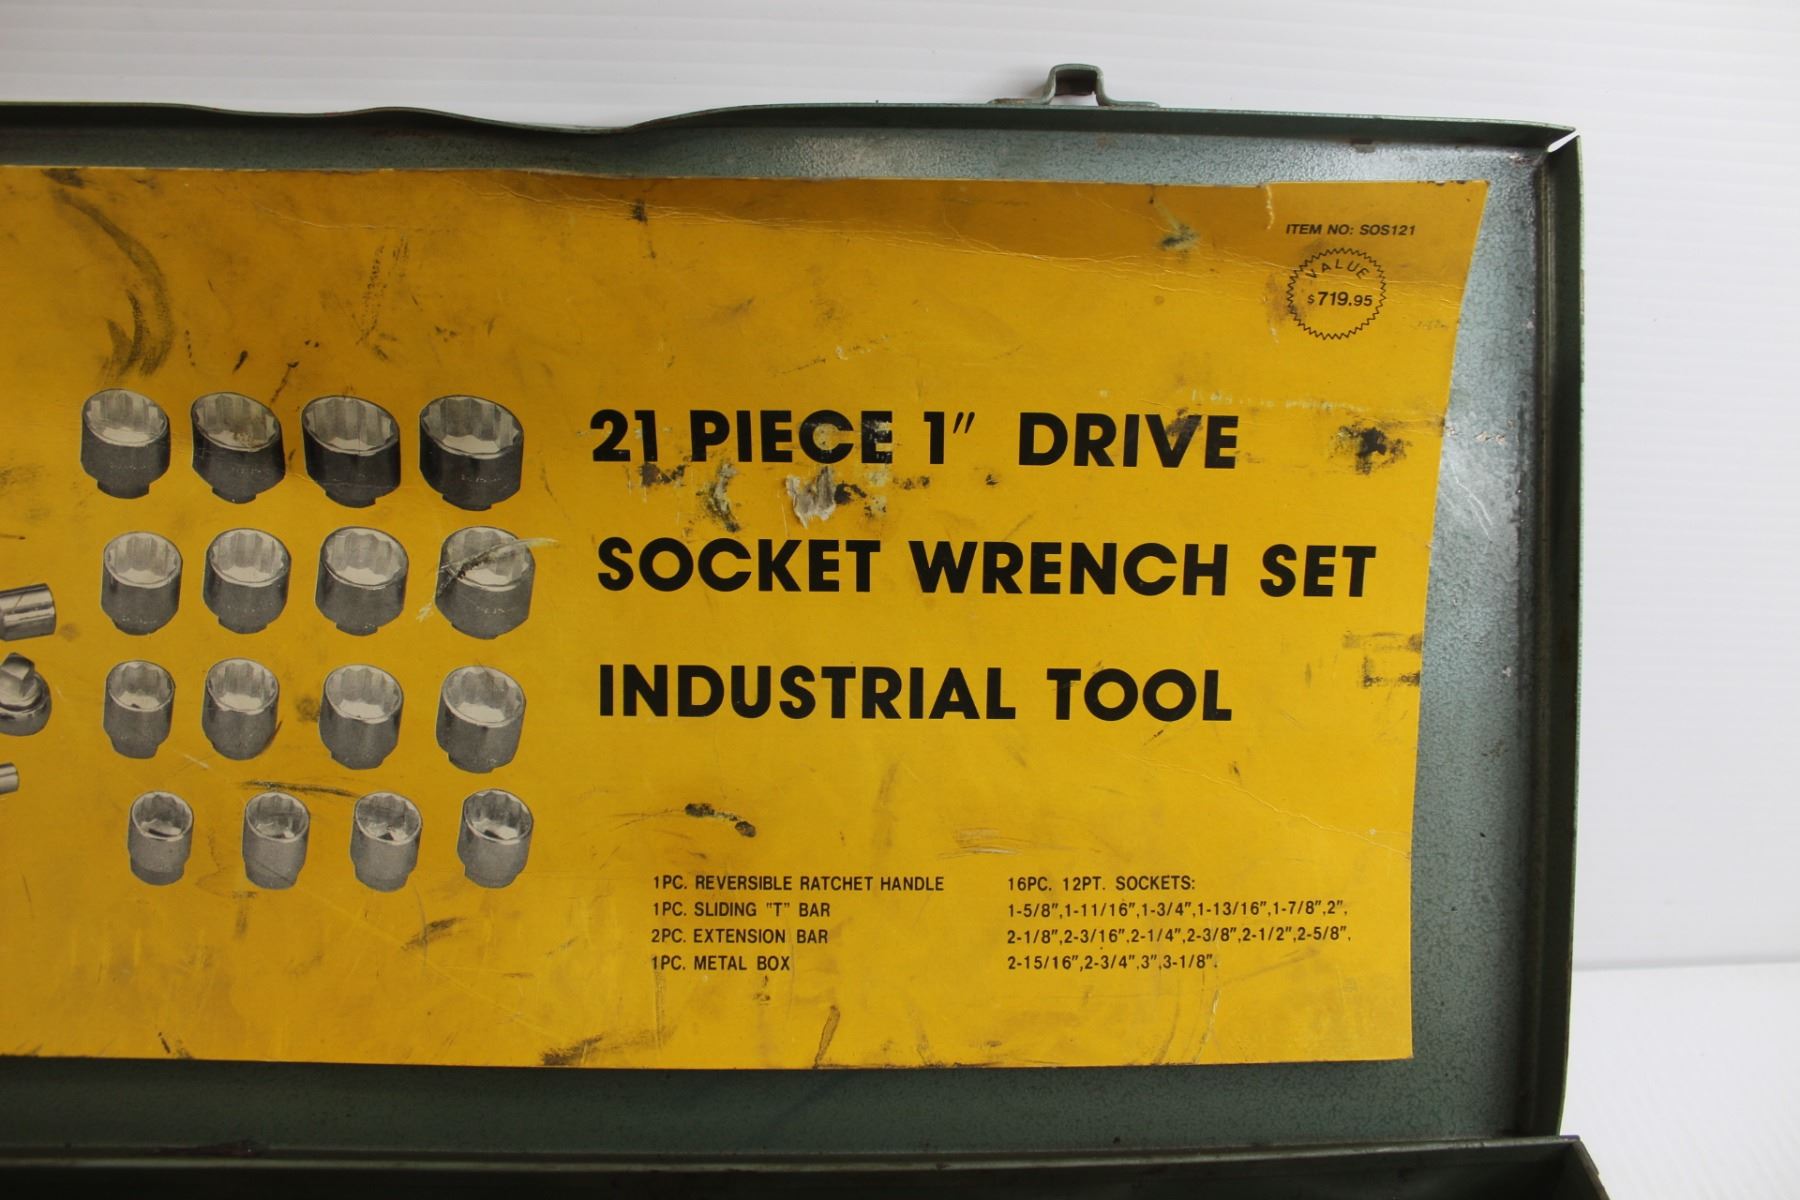 ITEM NO: SOS121
VALUE
$719.95
21 PIECE 1" DRIVE
SOCKET WRENCH SET
INDUSTRIAL TOOL
1PC. REVERSIBLE RATCHET HANDLE
1PC. SLIDING "T" BAR
2PC. EXTENSION BAR
1PC. METAL BOX
16PC. 12PT. SOCKETS:
1-5/8",1-11/16",1-3/4",1-13/16",1-7/8",2",
2-1/8",2-3/16",2-1/4",2-3/8",2-1/2",2-5/8",
2-15/16",2-3/4",3",3-1/8".